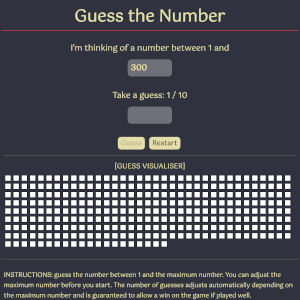 Guess the Number
I'm thinking of a number between 1 and
300
Take a guess: 1 / 10
Guess Restart
[GUESS VISUALISER]
INSTRUCTIONS: guess the number between 1 and the maximum number. You can adjust the
maximum number before you start. The number of guesses adjusts automatically depending on
the maximum number and is guaranteed to allow a win on the game if played well.